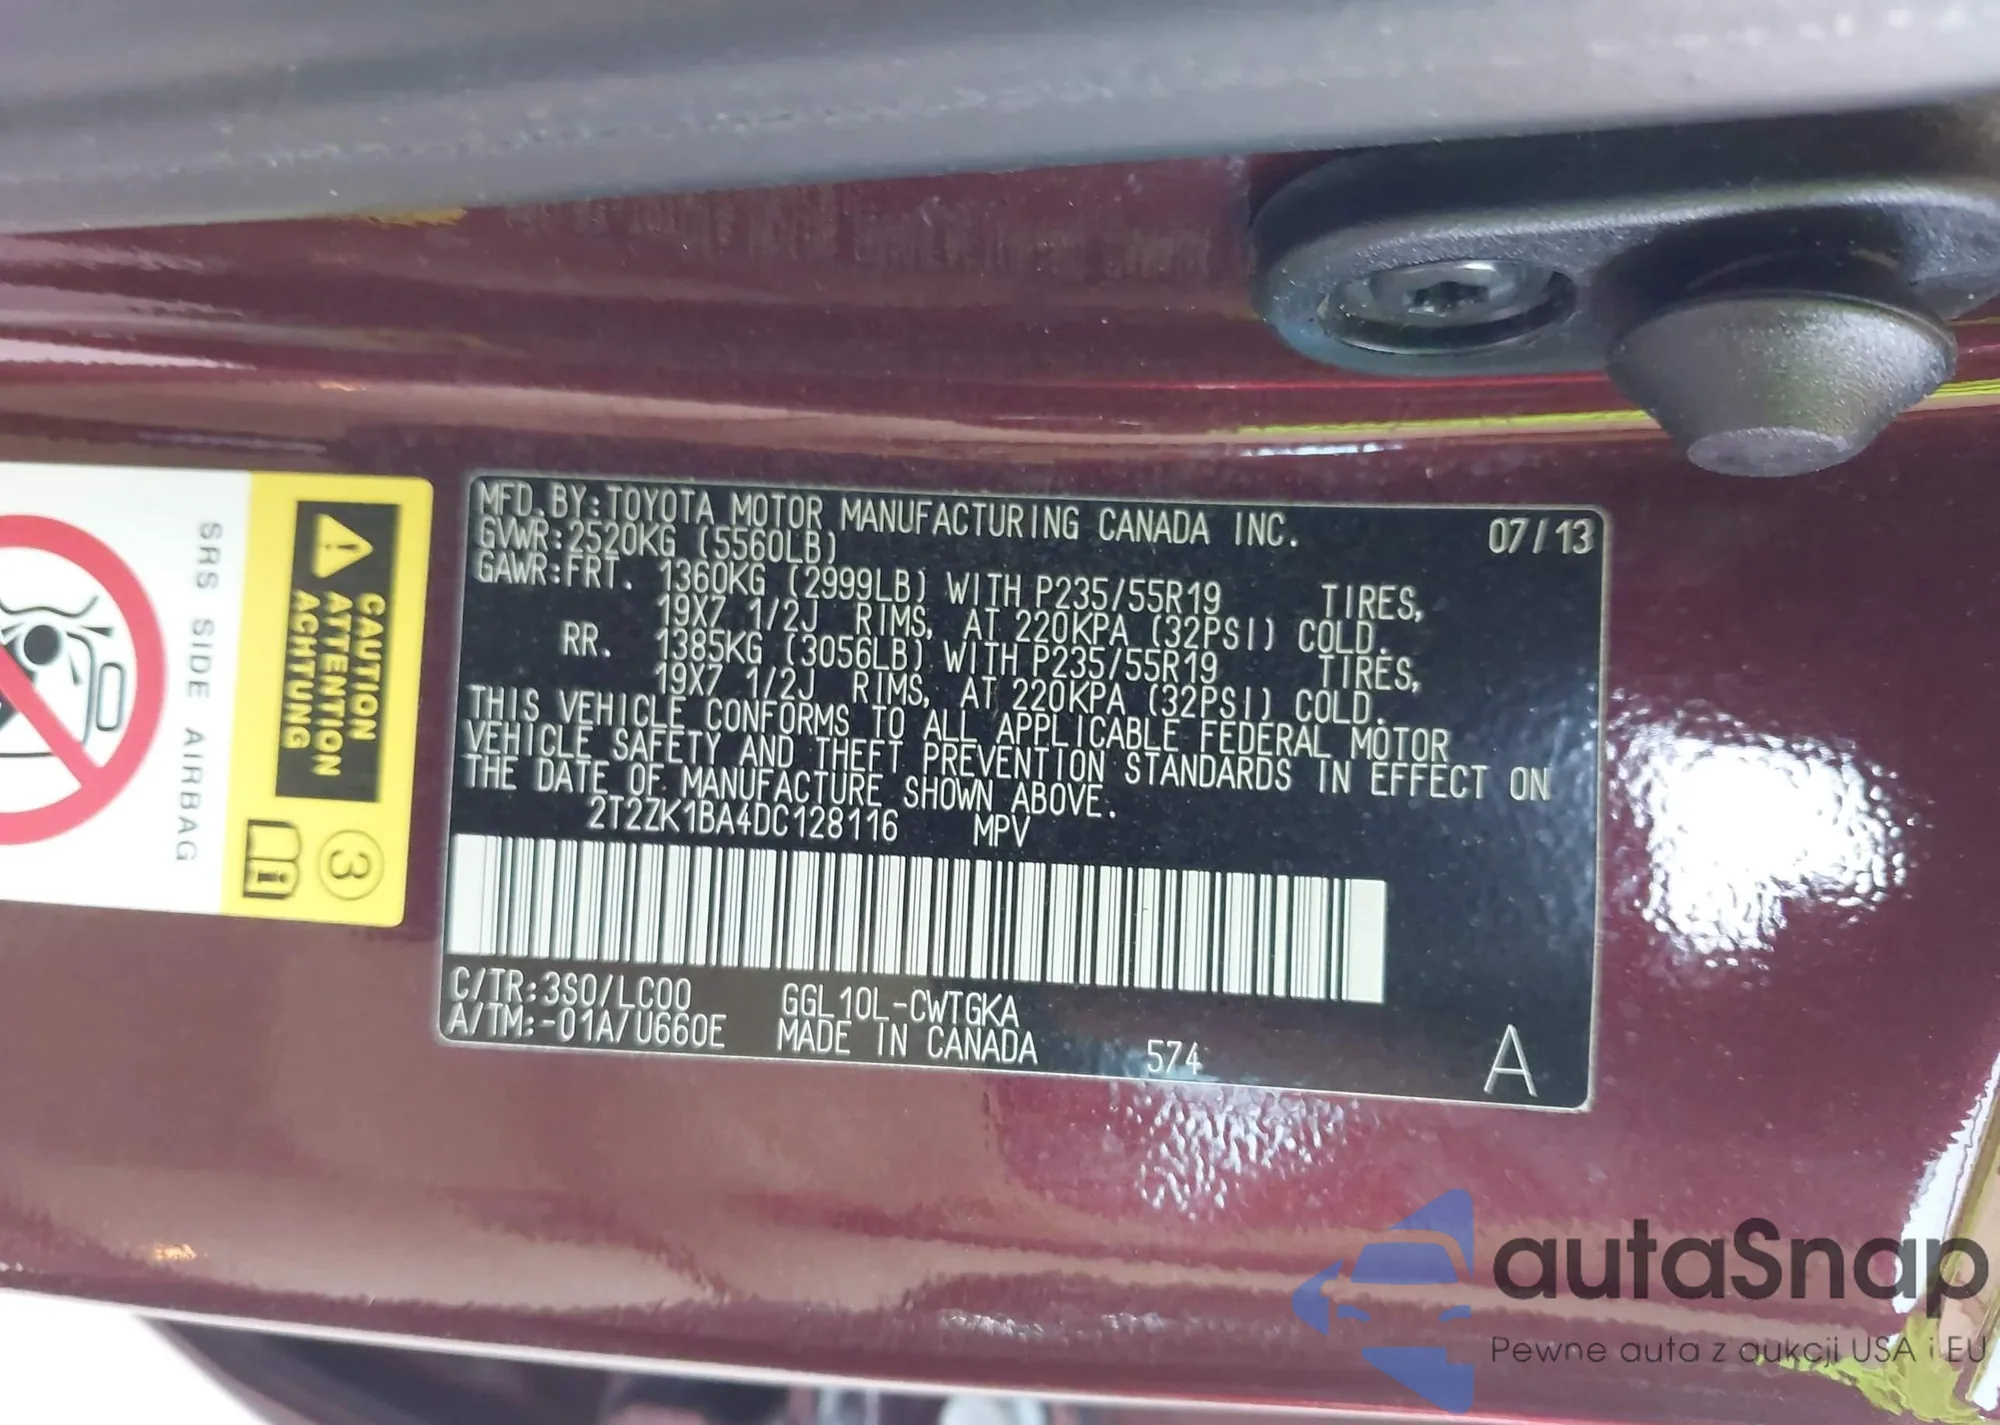 MFD. BY: TOYOTA MOTOR MANUFACTURING CANADA INC. 07/13
GVWR: 2520KG (5560LB)
GAWR: FRT. 1360KG (2999LB) WITH P235/55R19 TIRES,
19X7 1/2J RIMS, AT 220KPA (32PSI) COLD.
RR. 1385KG (3056LB) WITH P235/55R19 TIRES,
19X7 1/2J RIMS, AT 220KPA (32PSI) COLD.
THIS VEHICLE CONFORMS TO ALL APPLICABLE FEDERAL MOTOR
VEHICLE SAFETY AND THEFT PREVENTION STANDARDS IN EFFECT ON
THE DATE OF MANUFACTURE SHOWN ABOVE.
2T2ZK1BA4DC128116 MPV
C/TR: 3S0/LC00 GGL10L-CWTGKA
A/TM: -01A/U660E MADE IN CANADA 574 A
CAUTION
ATTENTION
ACHTUNG
3
i
SRS SIDE AIRBAG
autaSnap
Pewne auta z aukcji USA i EU